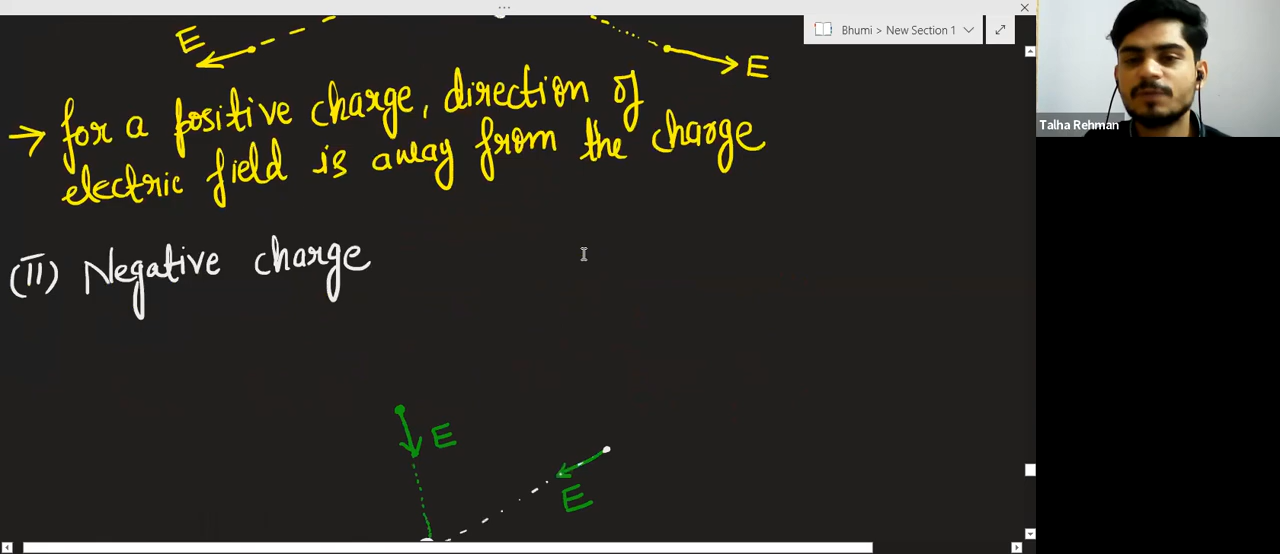 Bhumi > New Section 1
E
E
Talha Rehman
→ for a positive charge, direction of
electric field is away from the charge
(II) Negative charge
E
E